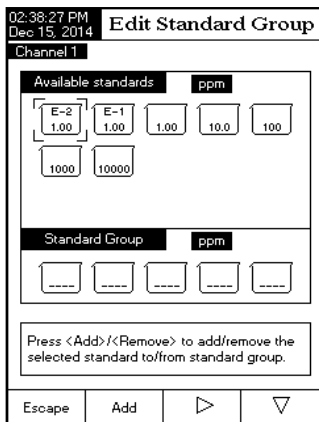 02:38:27 PM
Dec 15, 2014
Edit Standard Group
Channel 1
Available standards ppm
E-2 E-1
1.00 1.00 1.00 10.0 100
1000 10000
Standard Group ppm
---- ---- ---- ---- ----
Press <Add>/<Remove> to add/remove the
selected standard to/from standard group.
Escape Add